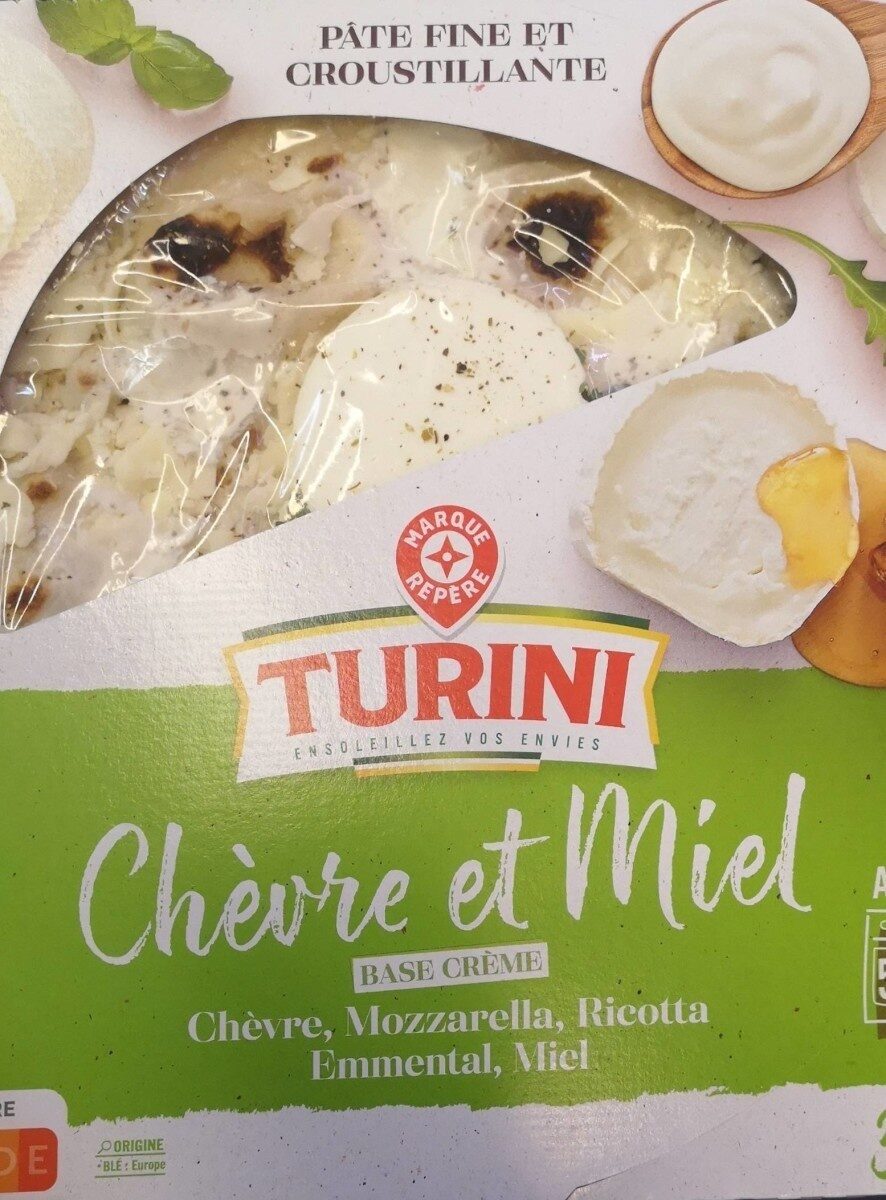 PÂTE FINE ET
CROUSTILLANTE
MARQUE
REPÈRE
TURINI
ENSOLEILLEZ VOS ENVIES
Chèvre et Miel
BASE CRÈME
Chèvre, Mozzarella, Ricotta
Emmental, Miel
RE
D E
ORIGINE
• BLÉ : Europe